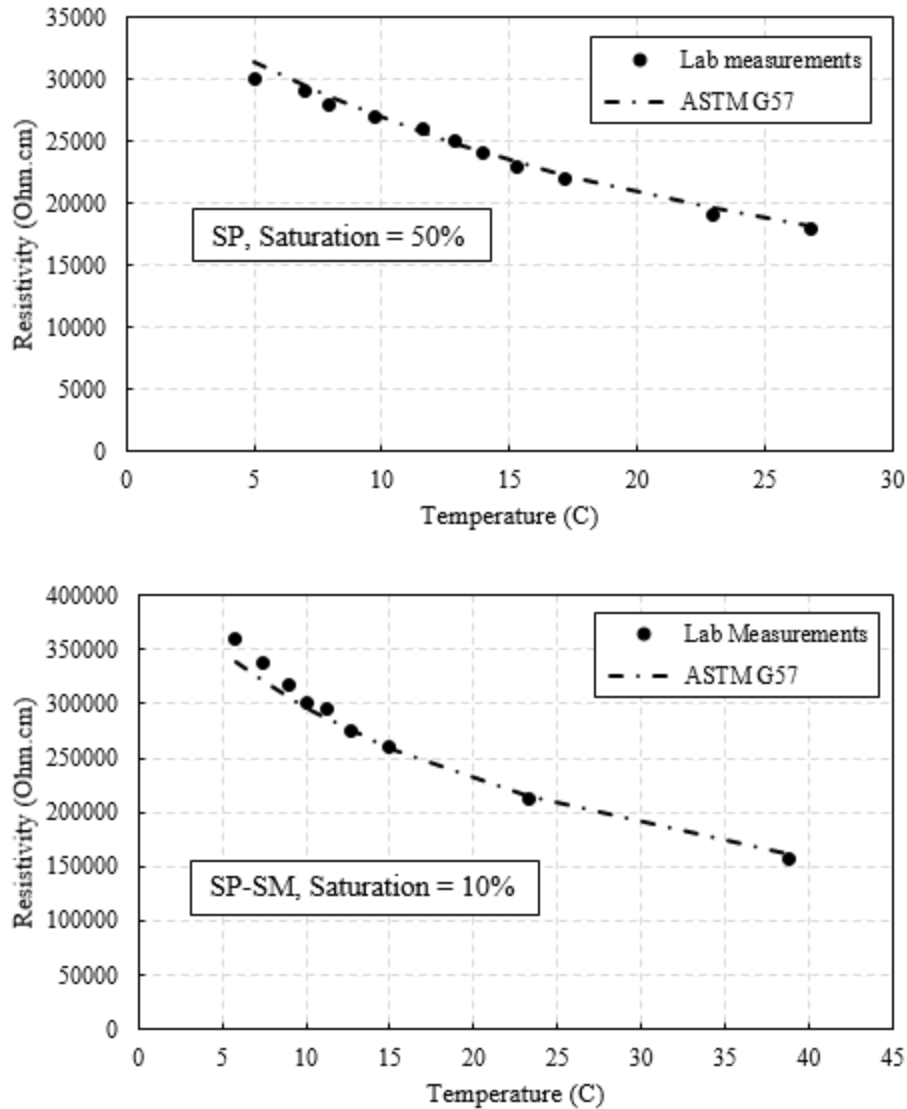 35000
30000
25000
20000
15000
10000
5000
0
Resistivity (Ohm.cm)
Lab measurements
ASTM G57
SP, Saturation = 50%
0 5 10 15 20 25 30
Temperature (C)
400000
350000
300000
250000
200000
150000
100000
50000
0
Resistivity (Ohm.cm)
Lab Measurements
ASTM G57
SP-SM, Saturation = 10%
0 5 10 15 20 25 30 35 40 45
Temperature (C)